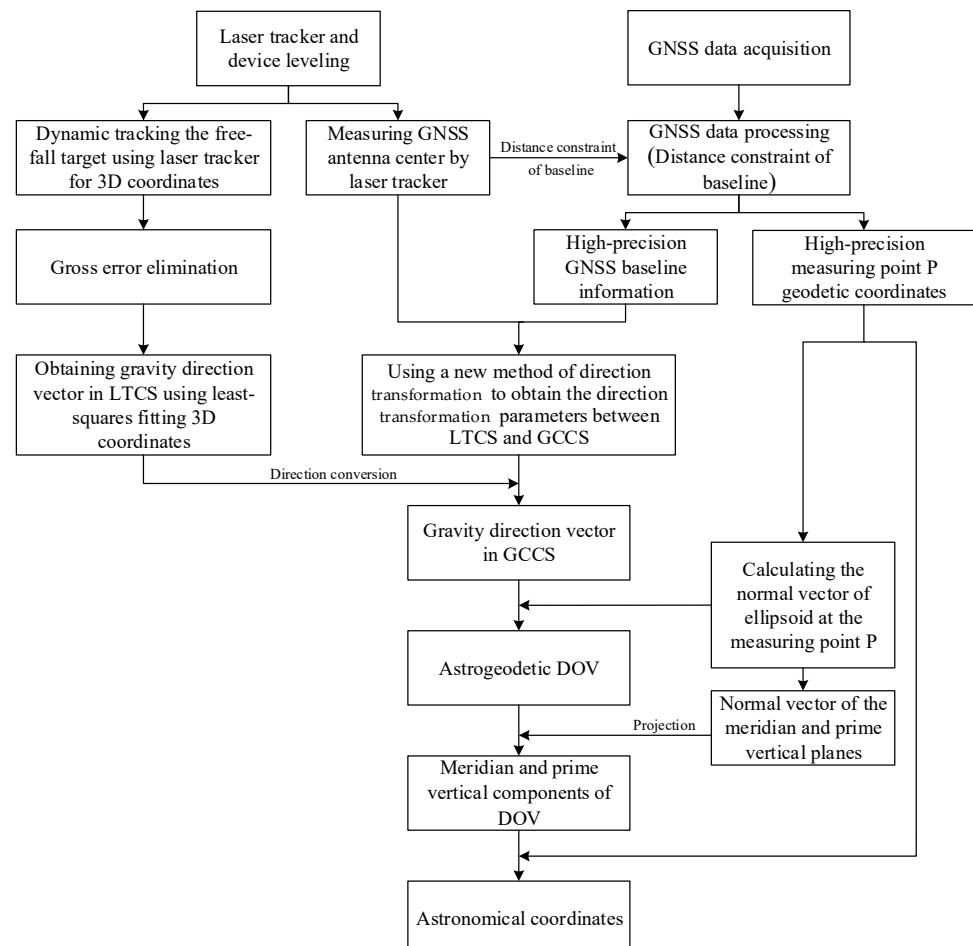 Laser tracker and
device leveling
GNSS data acquisition
Dynamic tracking the free-
fall target using laser tracker
for 3D coordinates
Measuring GNSS
antenna center by
laser tracker
Distance constraint
of baseline
GNSS data processing
(Distance constraint of
baseline)
Gross error elimination
High-precision
GNSS baseline
information
High-precision
measuring point P
geodetic coordinates
Obtaining gravity direction
vector in LTCS using least-
squares fitting 3D
coordinates
Using a new method of direction
transformation to obtain the direction
transformation parameters between
LTCS and GCCS
Direction conversion
Gravity direction vector
in GCCS
Calculating the
normal vector of
ellipsoid at the
measuring point P
Astrogeodetic DOV
Normal vector of the
meridian and prime
vertical planes
Projection
Meridian and prime
vertical components of
DOV
Astronomical coordinates